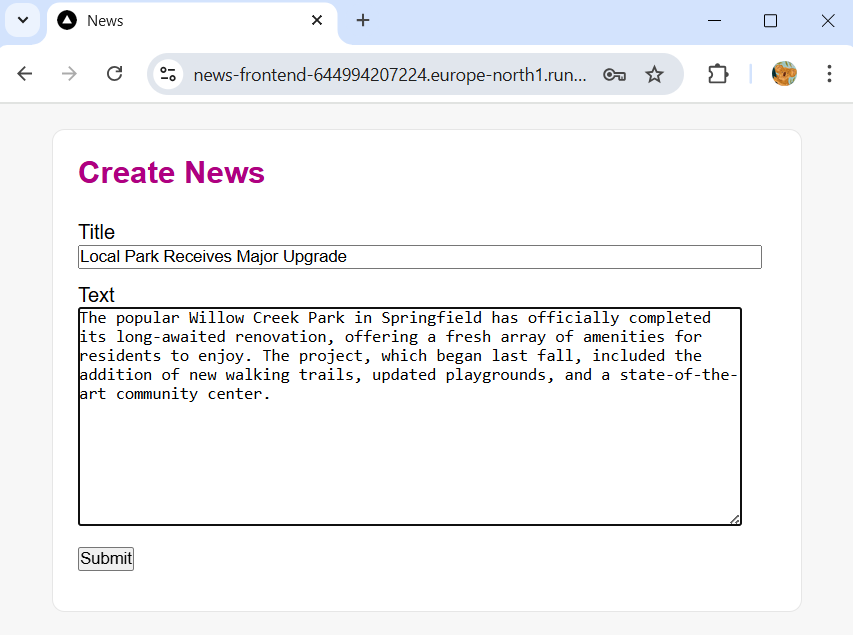 News
news-frontend-644994207224.europe-north1.run...
Create News
Title
Local Park Receives Major Upgrade
Text
The popular Willow Creek Park in Springfield has officially completed
its long-awaited renovation, offering a fresh array of amenities for
residents to enjoy. The project, which began last fall, included the
addition of new walking trails, updated playgrounds, and a state-of-the-
art community center.
Submit